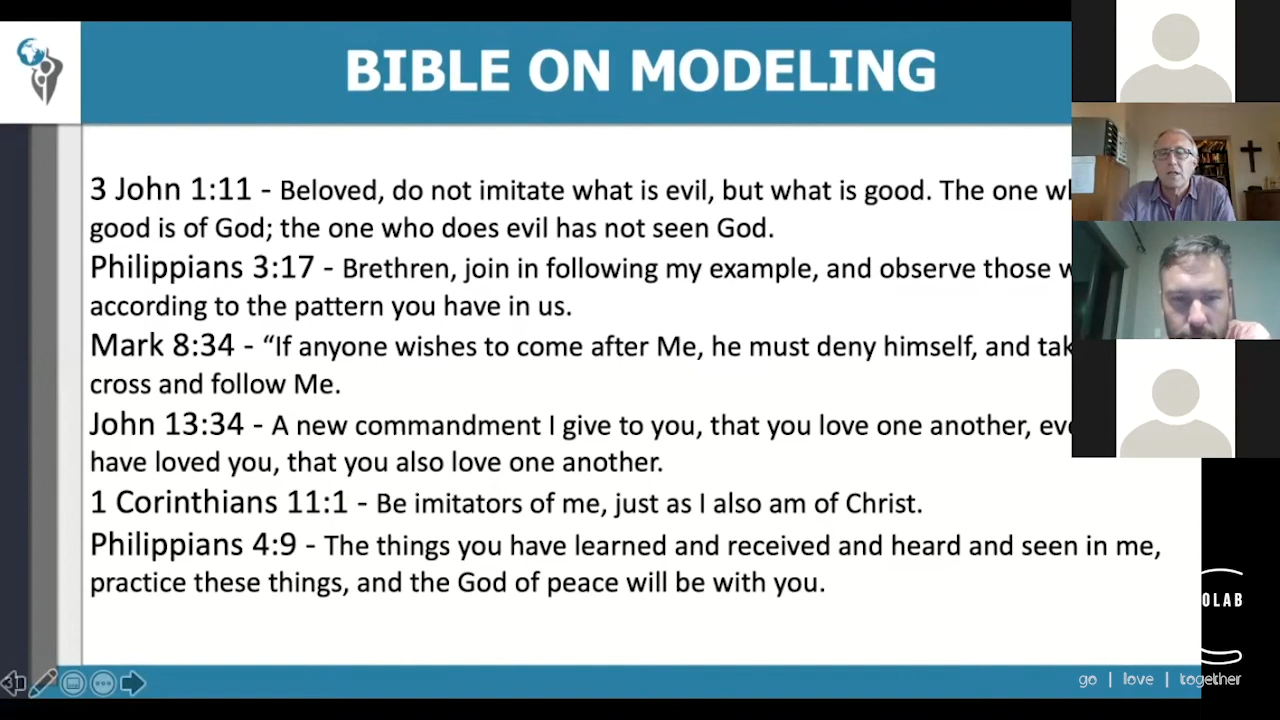 BIBLE ON MODELING
3 John 1:11 - Beloved, do not imitate what is evil, but what is good. The one
good is of God; the one who does evil has not seen God.
Philippians 3:17 - Brethren, join in following my example, and observe those
according to the pattern you have in us.
Mark 8:34 - “If anyone wishes to come after Me, he must deny himself, and
cross and follow Me.
John 13:34 - A new commandment I give to you, that you love one another,
have loved you, that you also love one another.
1 Corinthians 11:1 - Be imitators of me, just as I also am of Christ.
Philippians 4:9 - The things you have learned and received and heard and seen in me,
practice these things, and the God of peace will be with you.
OLAB
go | love | together